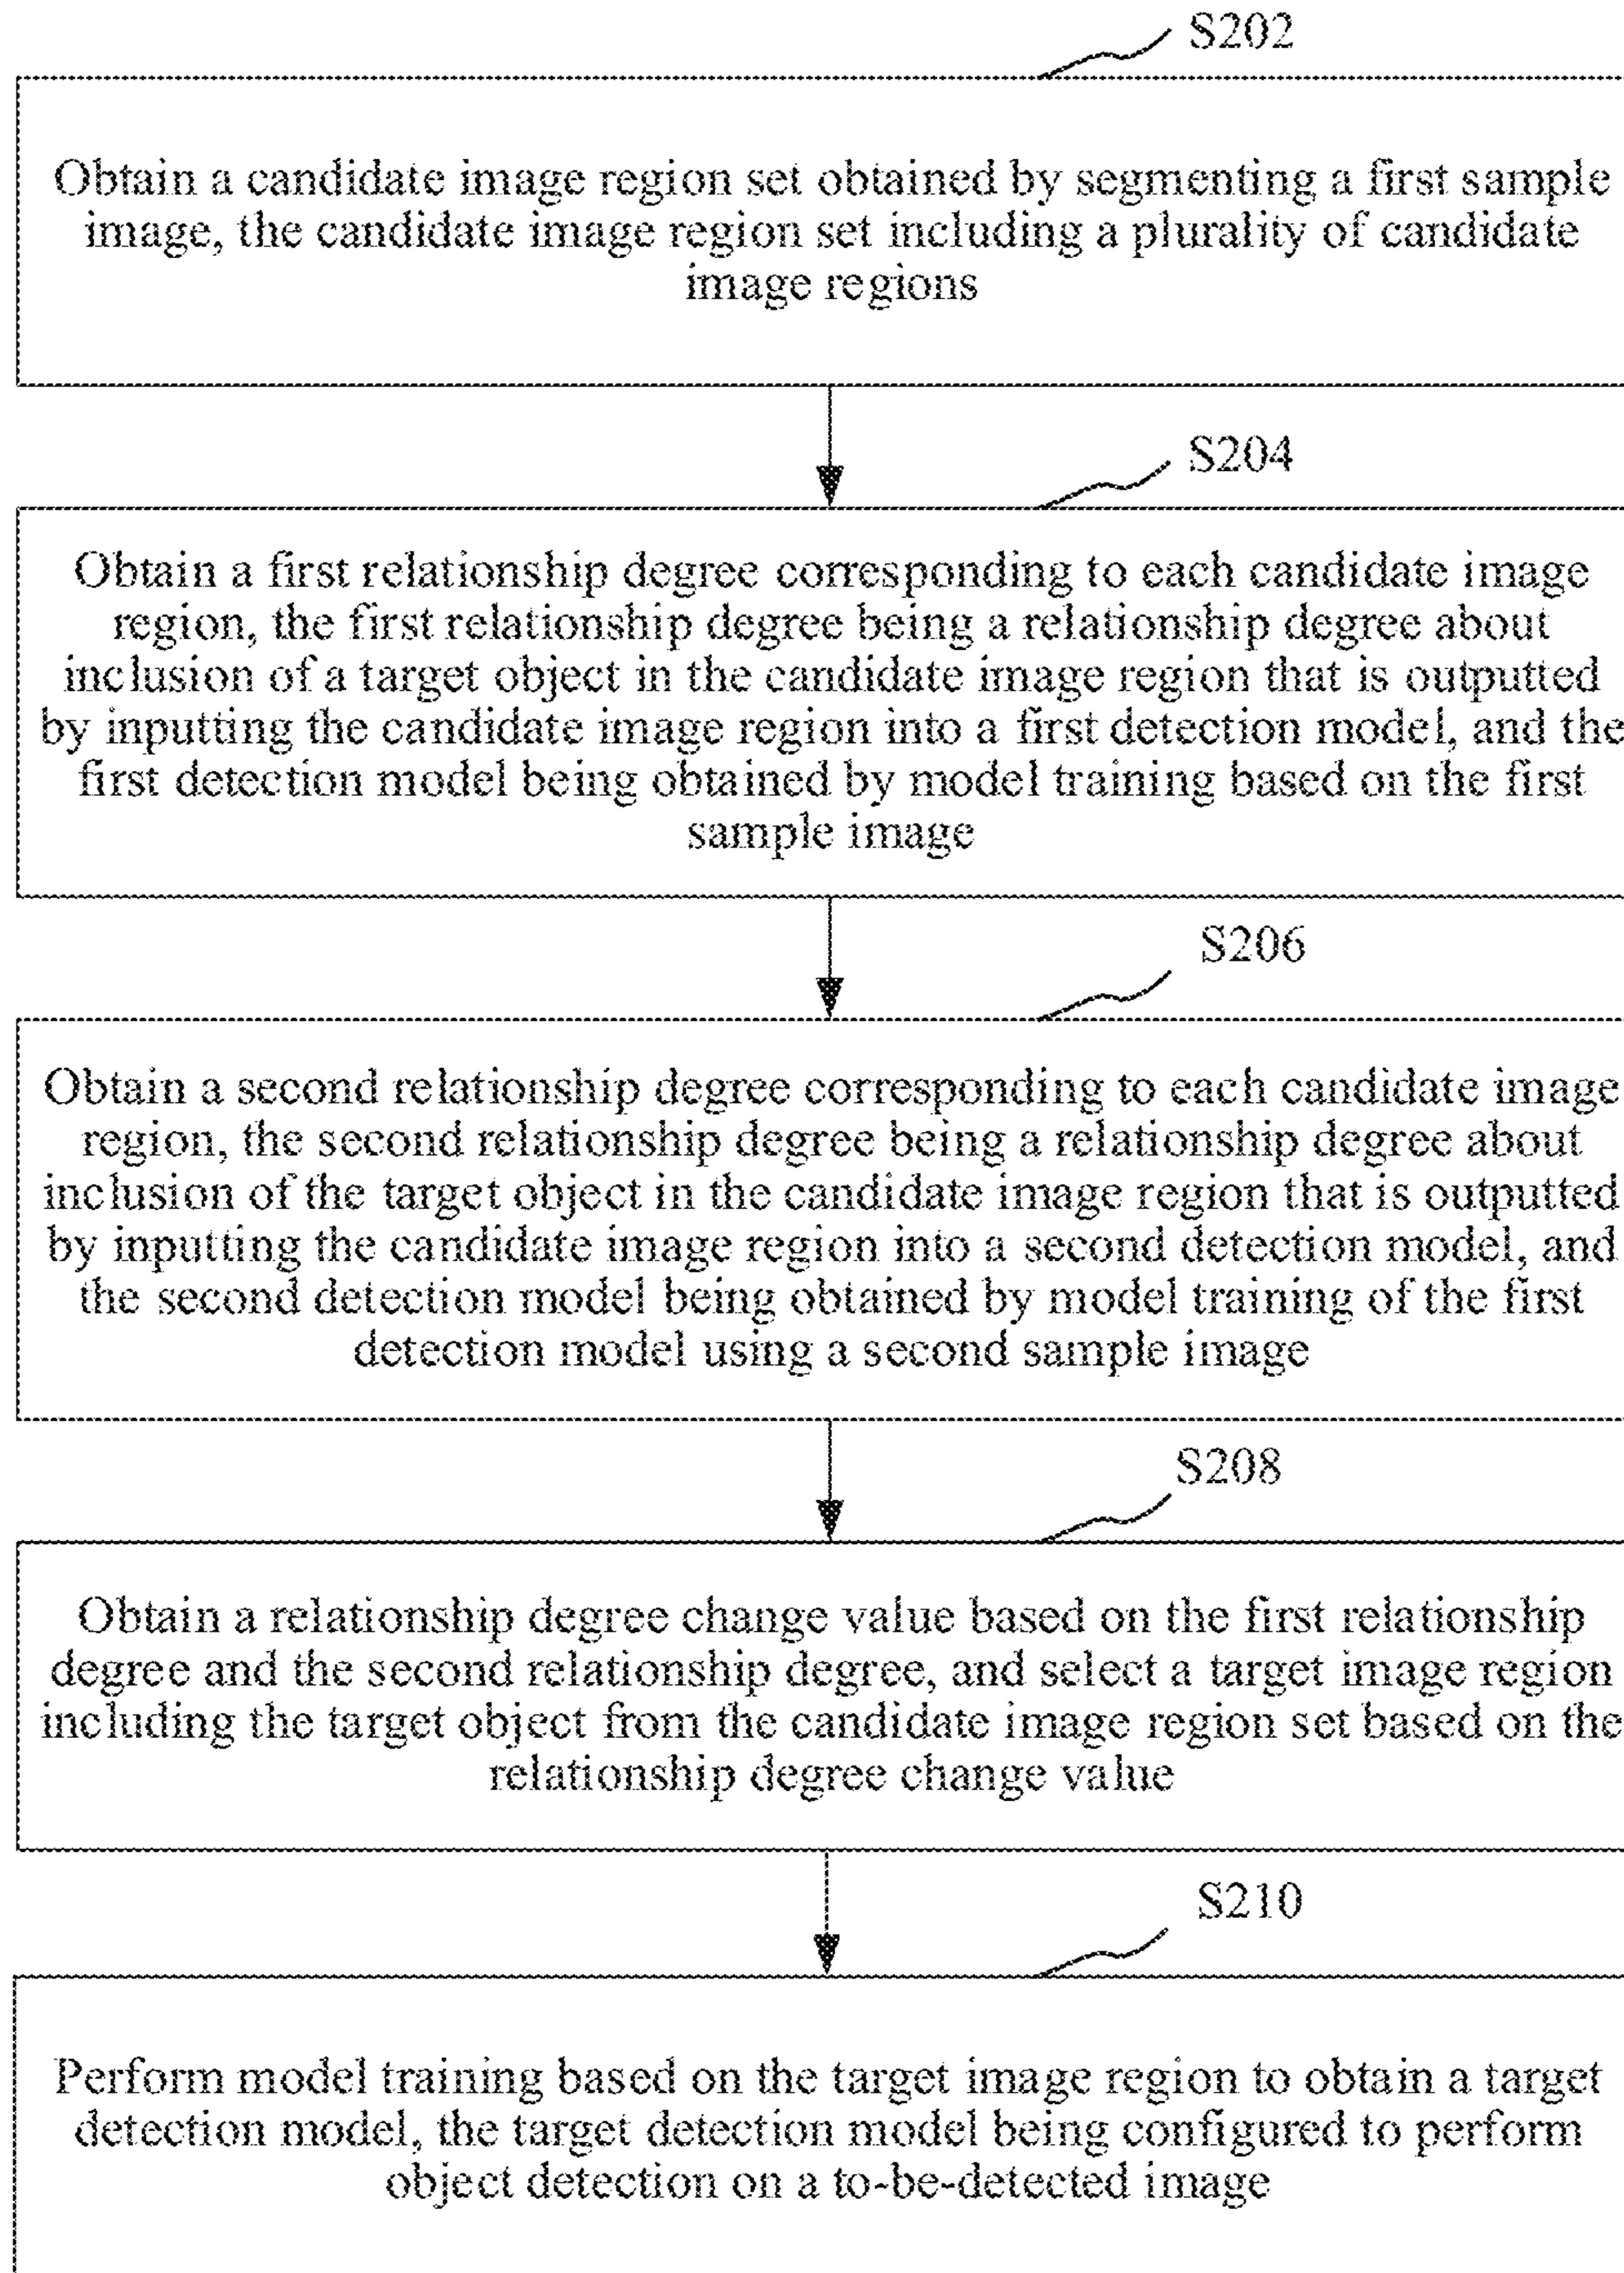 S202
Obtain a candidate image region set obtained by segmenting a first sample
image, the candidate image region set including a plurality of candidate
image regions
S204
Obtain a first relationship degree corresponding to each candidate image
region, the first relationship degree being a relationship degree about
inclusion of a target object in the candidate image region that is outputted
by inputting the candidate image region into a first detection model, and the
first detection model being obtained by model training based on the first
sample image
S206
Obtain a second relationship degree corresponding to each candidate image
region, the second relationship degree being a relationship degree about
inclusion of the target object in the candidate image region that is outputted
by inputting the candidate image region into a second detection model, and
the second detection model being obtained by model training of the first
detection model using a second sample image
S208
Obtain a relationship degree change value based on the first relationship
degree and the second relationship degree, and select a target image region
including the target object from the candidate image region set based on the
relationship degree change value
S210
Perform model training based on the target image region to obtain a target
detection model, the target detection model being configured to perform
object detection on a to-be-detected image